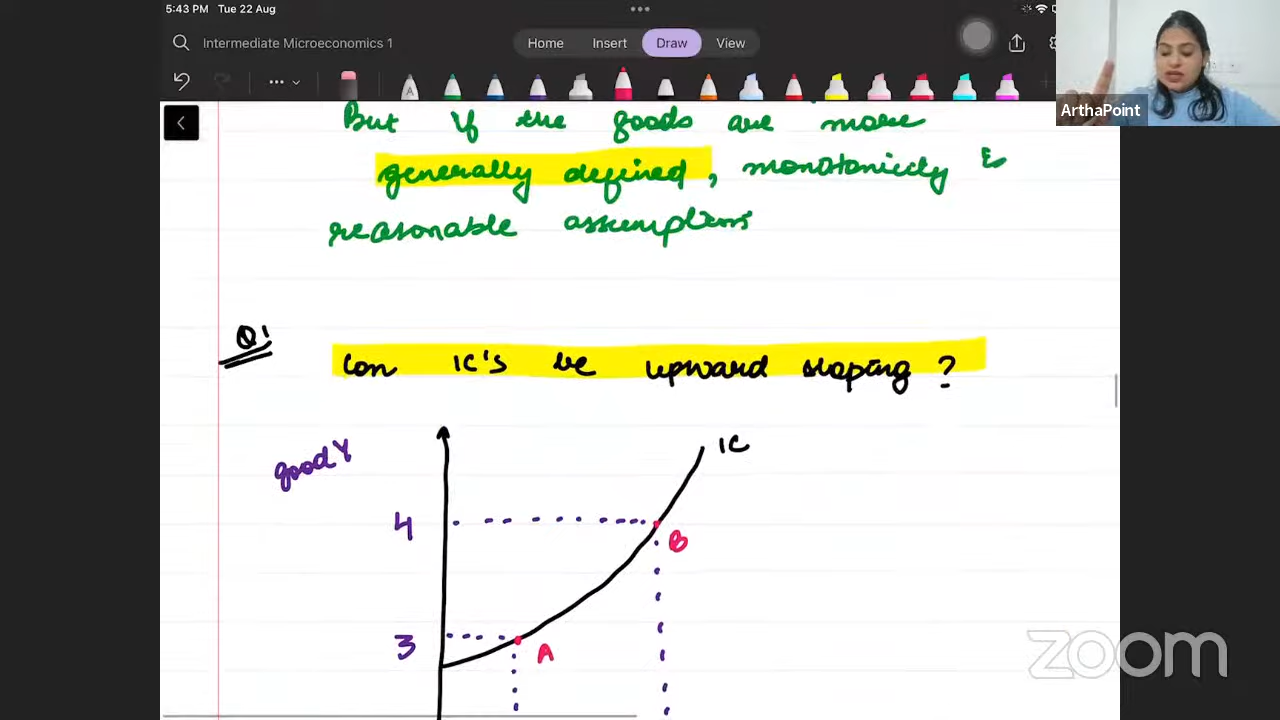 5:43 PM Tue 22 Aug
Intermediate Microeconomics 1
Home Insert Draw View
ArthaPoint
But if the goods are more
generally defined, monotonicity is
reasonable assumption
Q1
Can IC's be upward sloping ?
good Y
IC
4
B
3
A
zoom